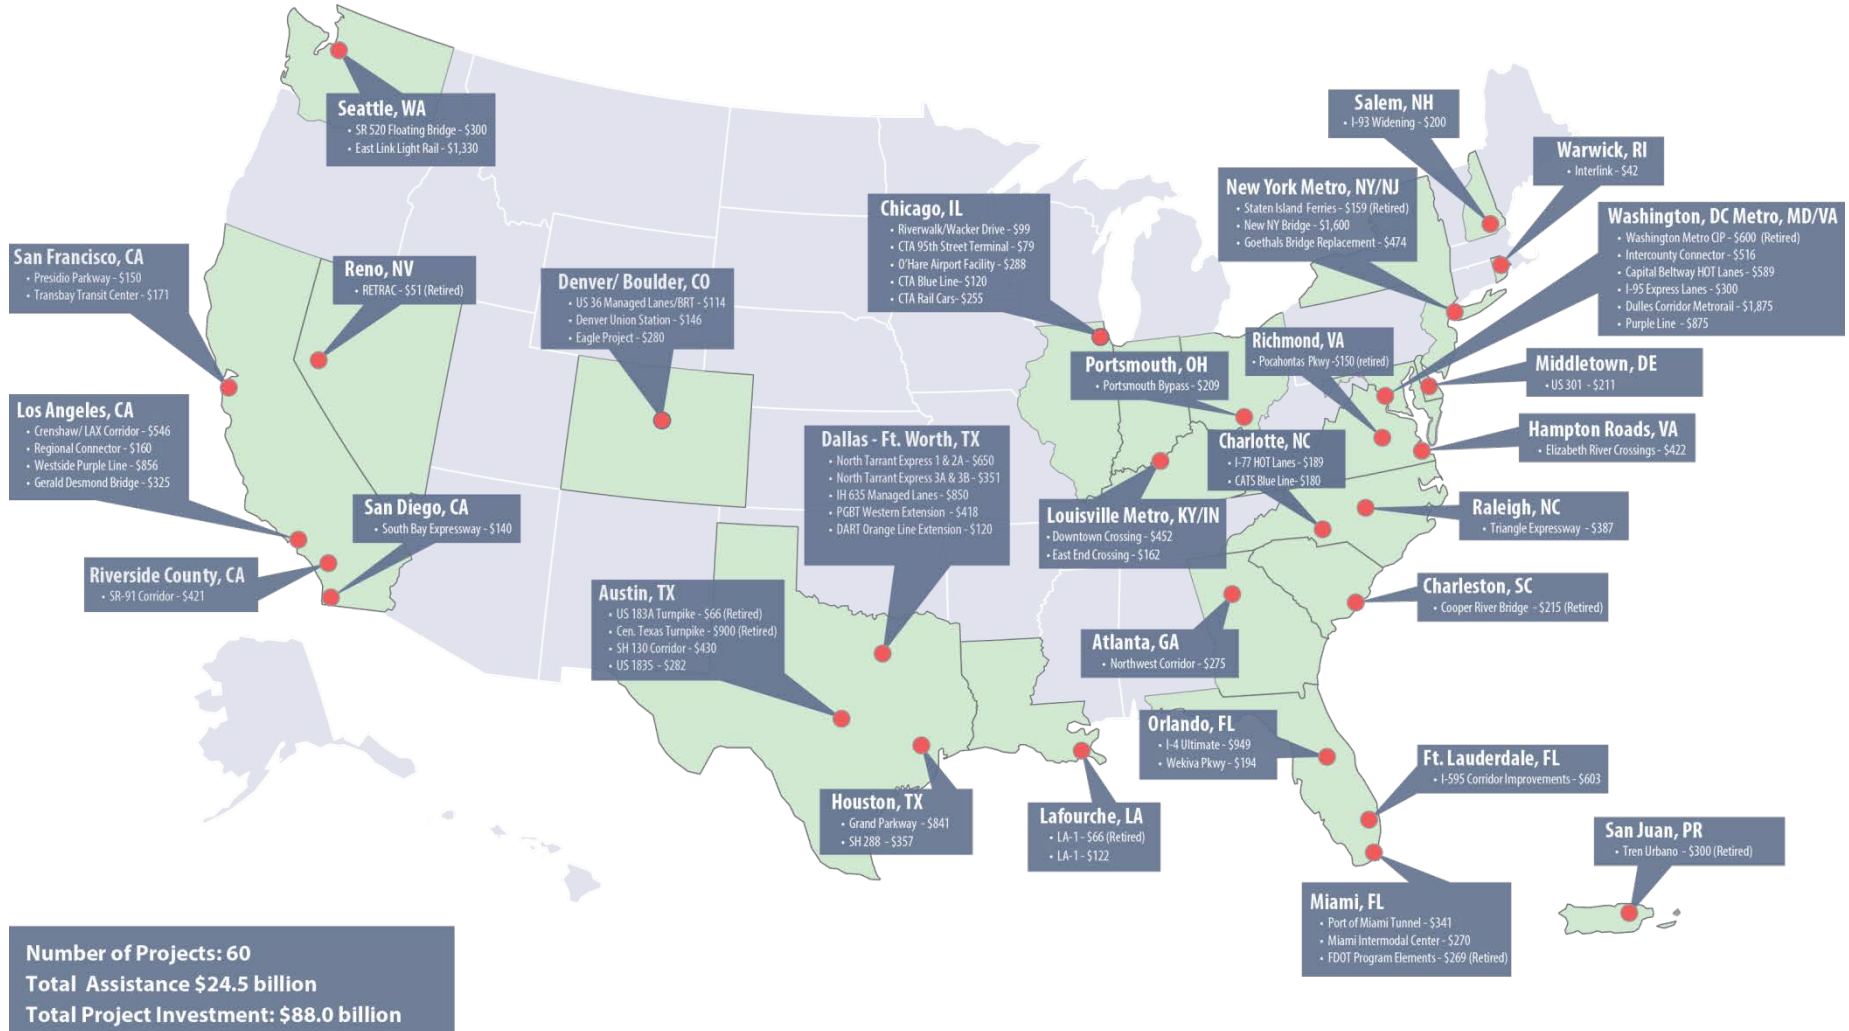 Seattle, WA
• SR 520 Floating Bridge - $300
• East Link Light Rail - $1,330
San Francisco, CA
• Presidio Parkway - $150
• Transbay Transit Center - $171
Reno, NV
• RETRAC - $51 (Retired)
Los Angeles, CA
• Crenshaw/ LAX Corridor - $546
• Regional Connector - $160
• Westside Purple Line - $856
• Gerald Desmond Bridge - $325
San Diego, CA
• South Bay Expressway - $140
Riverside County, CA
• SR-91 Corridor - $421
Denver/ Boulder, CO
• US 36 Managed Lanes/BRT - $114
• Denver Union Station - $146
• Eagle Project - $280
Chicago, IL
• Riverwalk/Wacker Drive - $99
• CTA 95th Street Terminal - $79
• O'Hare Airport Facility - $288
• CTA Blue Line- $120
• CTA Rail Cars- $255
Dallas - Ft. Worth, TX
• North Tarrant Express 1 & 2A - $650
• North Tarrant Express 3A & 3B - $351
• IH 635 Managed Lanes - $850
• PGBT Western Extension - $418
• DART Orange Line Extension - $120
Austin, TX
• US 183A Turnpike - $66 (Retired)
• Cen. Texas Turnpike - $900 (Retired)
• SH 130 Corridor - $430
• US 183S - $282
Houston, TX
• Grand Parkway - $841
• SH 288 - $357
Lafourche, LA
• LA-1 - $66 (Retired)
• LA-1 - $122
Salem, NH
• I-93 Widening - $200
Warwick, RI
• Interlink - $42
New York Metro, NY/NJ
• Staten Island Ferries - $159 (Retired)
• New NY Bridge - $1,600
• Goethals Bridge Replacement - $474
Washington, DC Metro, MD/VA
• Washington Metro CIP - $600 (Retired)
• Intercounty Connector - $516
• Capital Beltway HOT Lanes - $589
• I-95 Express Lanes - $300
• Dulles Corridor Metrorail - $1,875
• Purple Line - $875
Richmond, VA
• Pocahontas Pkwy -$150 (retired)
Portsmouth, OH
• Portsmouth Bypass - $209
Middletown, DE
• US 301 - $211
Hampton Roads, VA
• Elizabeth River Crossings - $422
Charlotte, NC
• I-77 HOT Lanes - $189
• CATS Blue Line- $180
Louisville Metro, KY/IN
• Downtown Crossing - $452
• East End Crossing - $162
Raleigh, NC
• Triangle Expressway - $387
Charleston, SC
• Cooper River Bridge - $215 (Retired)
Atlanta, GA
• Northwest Corridor - $275
Orlando, FL
• I-4 Ultimate - $949
• Wekiva Pkwy - $194
Ft. Lauderdale, FL
• I-595 Corridor Improvements - $603
San Juan, PR
• Tren Urbano - $300 (Retired)
Miami, FL
• Port of Miami Tunnel - $341
• Miami Intermodal Center - $270
• FDOT Program Elements - $269 (Retired)
Number of Projects: 60
Total Assistance $24.5 billion
Total Project Investment: $88.0 billion